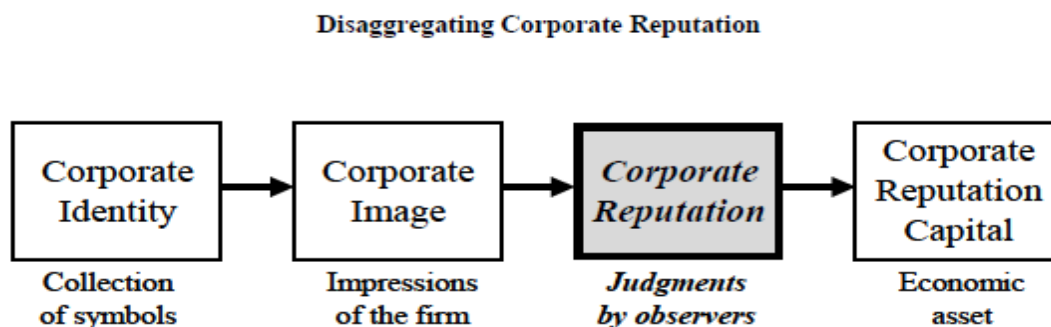 Disaggregating Corporate Reputation
Corporate
Identity
Corporate
Image
Corporate
Reputation
Corporate
Reputation
Capital
Collection
of symbols
Impressions
of the firm
Judgments
by observers
Economic
asset